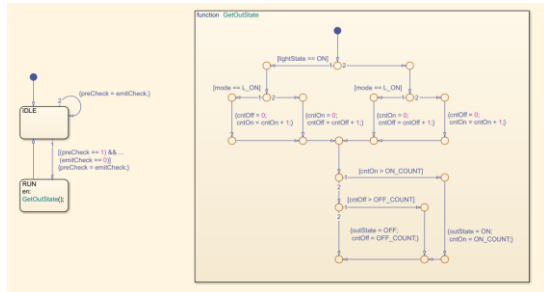 function GetOutState
[lightState == ON]
1
2
[mode == L_ON]
1
2
[mode == L_ON]
1
2
{cntOff = 0;
cntOn = cntOn + 1;}
{cntOn = 0;
cntOff = cntOff + 1;}
{cntOn = 0;
cntOff = cntOff + 1;}
{cntOff = 0;
cntOn = cntOn + 1;}
[cntOn > ON_COUNT]
1
2
[cntOff > OFF_COUNT]
1
2
{outState = OFF;
cntOff = OFF_COUNT;}
{outState = ON;
cntOn = ON_COUNT;}
2
{preCheck = emitCheck;}
IDLE
1
[(preCheck == 1) && ...
(emitCheck == 0)]
{preCheck = emitCheck;}
RUN
en:
GetOutState();